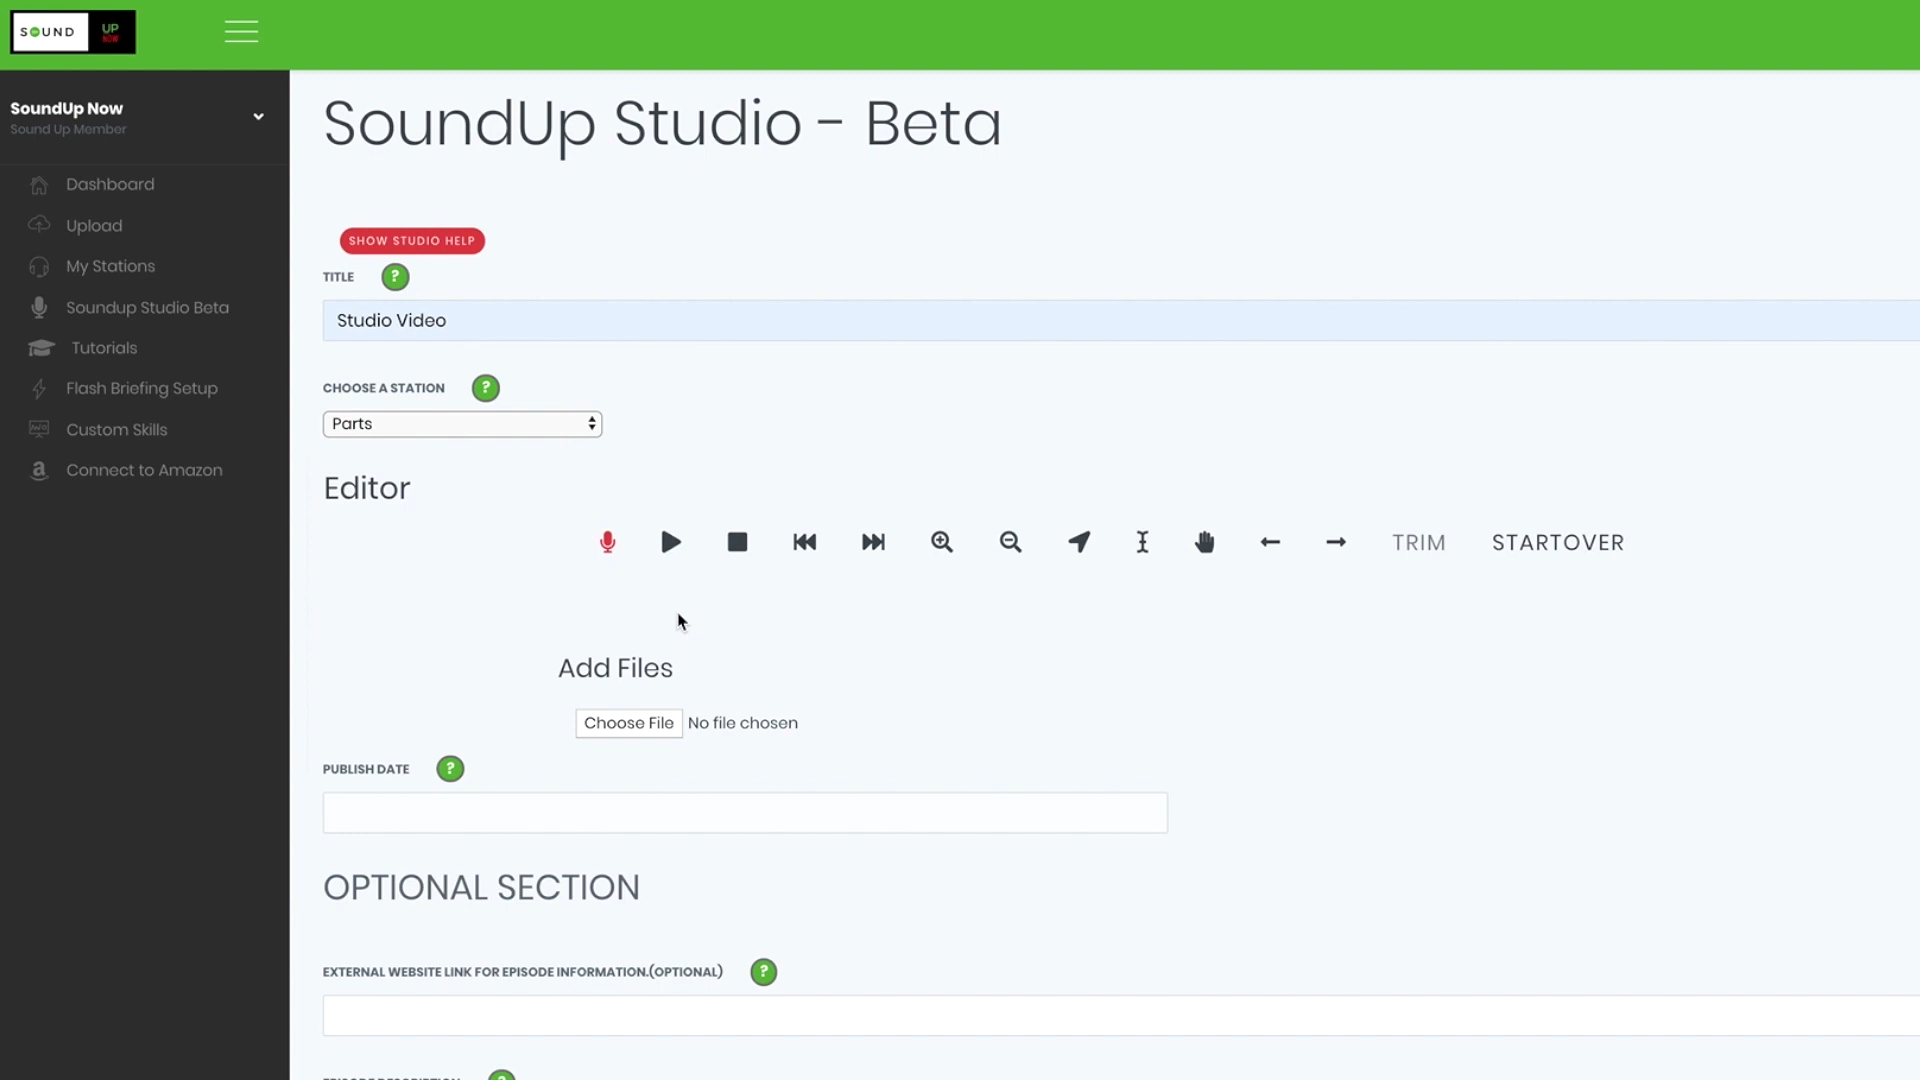 SOUND UP
NOW
SoundUp Now
Sound Up Member
Dashboard
Upload
My Stations
Soundup Studio Beta
Tutorials
Flash Briefing Setup
Custom Skills
Connect to Amazon
SoundUp Studio - Beta
SHOW STUDIO HELP
TITLE ?
Studio Video
CHOOSE A STATION ?
Parts
Editor
TRIM STARTOVER
Add Files
Choose File No file chosen
PUBLISH DATE ?
OPTIONAL SECTION
EXTERNAL WEBSITE LINK FOR EPISODE INFORMATION.(OPTIONAL) ?